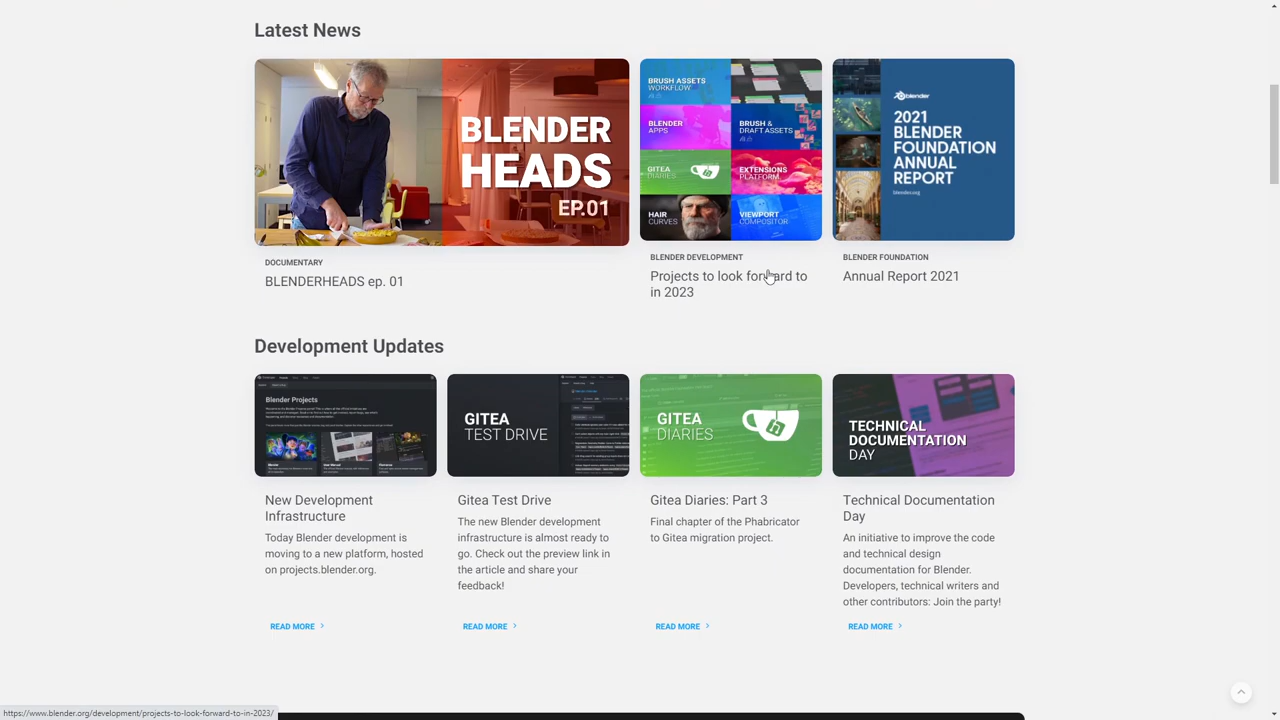 Latest News
BLENDER
HEADS
EP.01
DOCUMENTARY
BLENDERHEADS ep. 01
BRUSH ASSETS
WORKFLOW
BLENDER
APPS
BRUSH &
DRAFT ASSETS
GITEA
DIARIES
EXTENSIONS
PLATFORM
HAIR
CURVES
VIEWPORT
COMPOSITOR
BLENDER DEVELOPMENT
Projects to look forward to
in 2023
blender
2021
BLENDER
FOUNDATION
ANNUAL
REPORT
blender.org
BLENDER FOUNDATION
Annual Report 2021
Development Updates
Blender Projects
New Development
Infrastructure
Today Blender development is
moving to a new platform, hosted
on projects.blender.org.
READ MORE
GITEA
TEST DRIVE
Gitea Test Drive
The new Blender development
infrastructure is almost ready to
go. Check out the preview link in
the article and share your
feedback!
READ MORE
GITEA
DIARIES
Gitea Diaries: Part 3
Final chapter of the Phabricator
to Gitea migration project.
READ MORE
TECHNICAL
DOCUMENTATION
DAY
Technical Documentation
Day
An initiative to improve the code
and technical design
documentation for Blender.
Developers, technical writers and
other contributors: Join the party!
READ MORE
https://www.blender.org/development/projects-to-look-forward-to-in-2023/